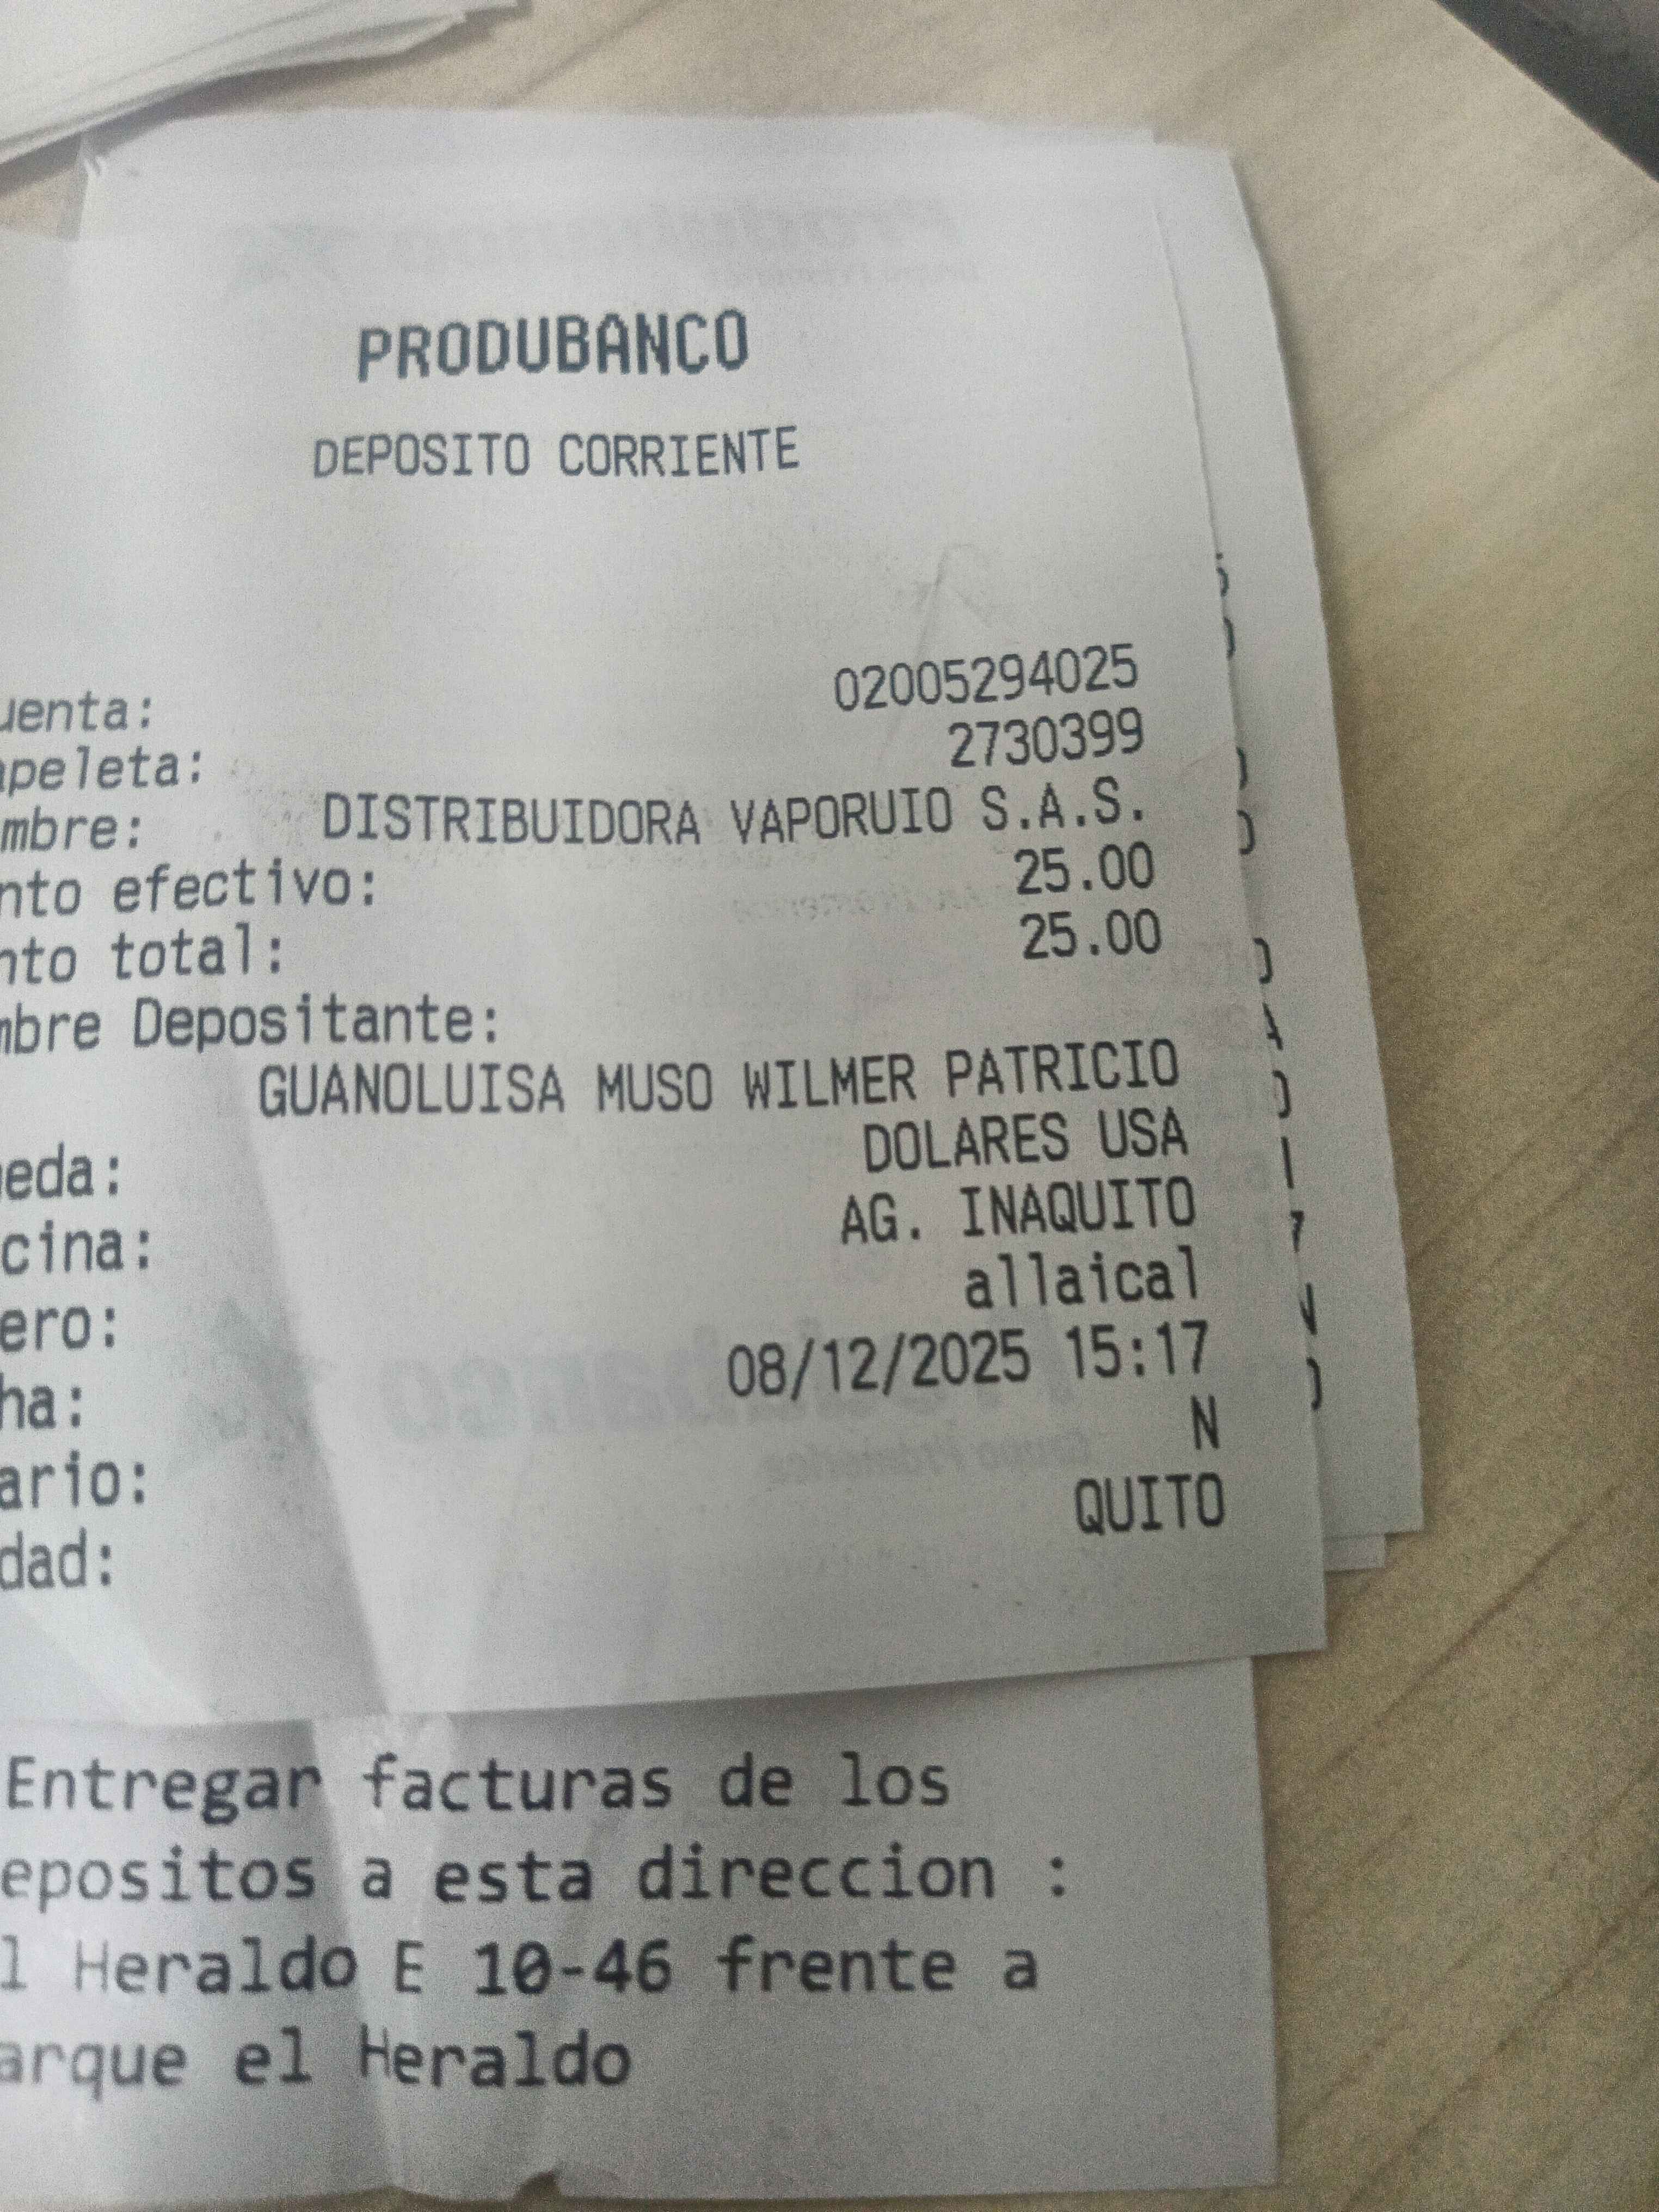 PRODUBANCO
DEPOSITO CORRIENTE
uenta: 02005294025
apeleta: 2730399
mbre: DISTRIBUIDORA VAPORUIO S.A.S.
nto efectivo: 25.00
nto total: 25.00
mbre Depositante:
GUANOLUISA MUSO WILMER PATRICIO
eda: DOLARES USA
cina: AG. INAQUITO
ero: allaical
ha: 08/12/2025 15:17
ario: N
dad: QUITO
Entregar facturas de los
epositos a esta direccion :
l Heraldo E 10-46 frente a
arque el Heraldo